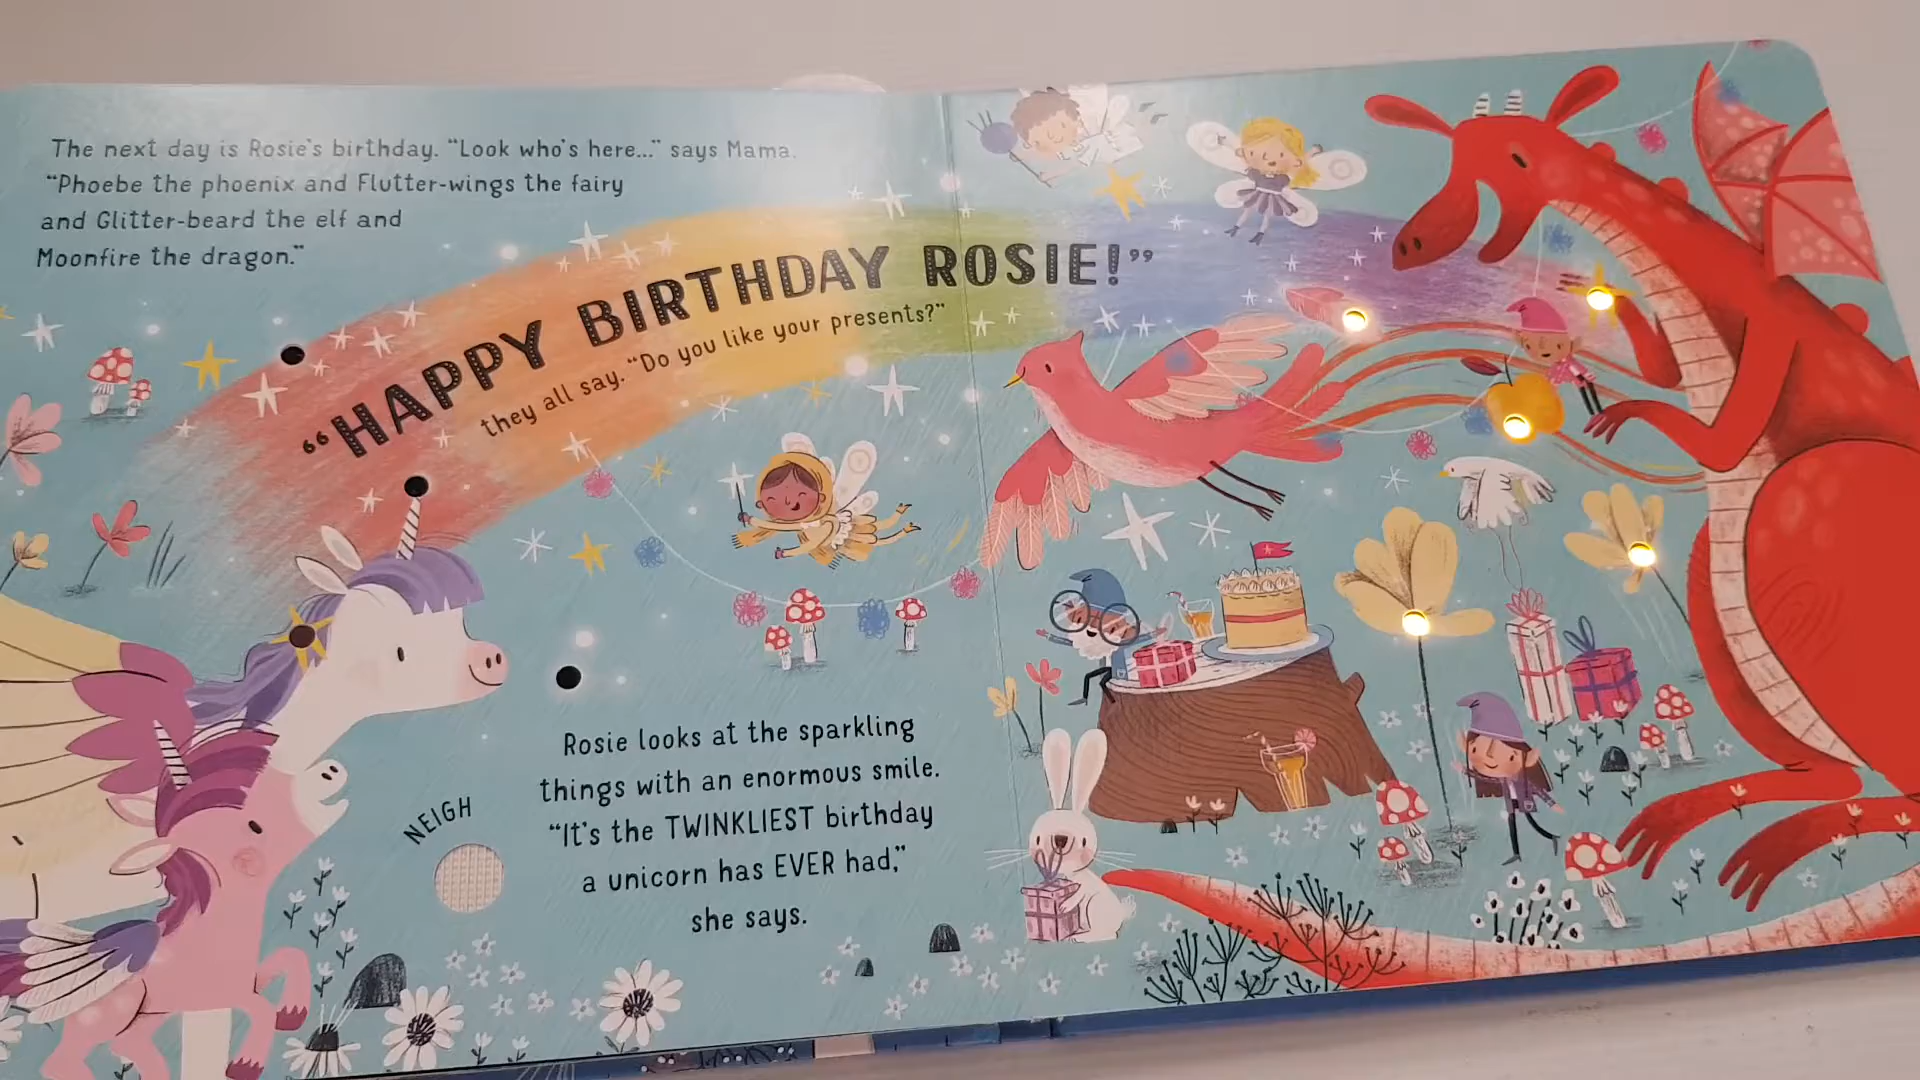 The next day is Rosie's birthday. "Look who's here..." says Mama.
"Phoebe the phoenix and Flutter-wings the fairy
and Glitter-beard the elf and
Moonfire the dragon."
"HAPPY BIRTHDAY ROSIE!"
they all say. "Do you like your presents?"
NEIGH
Rosie looks at the sparkling
things with an enormous smile.
"It's the TWINKLIEST birthday
a unicorn has EVER had,"
she says.